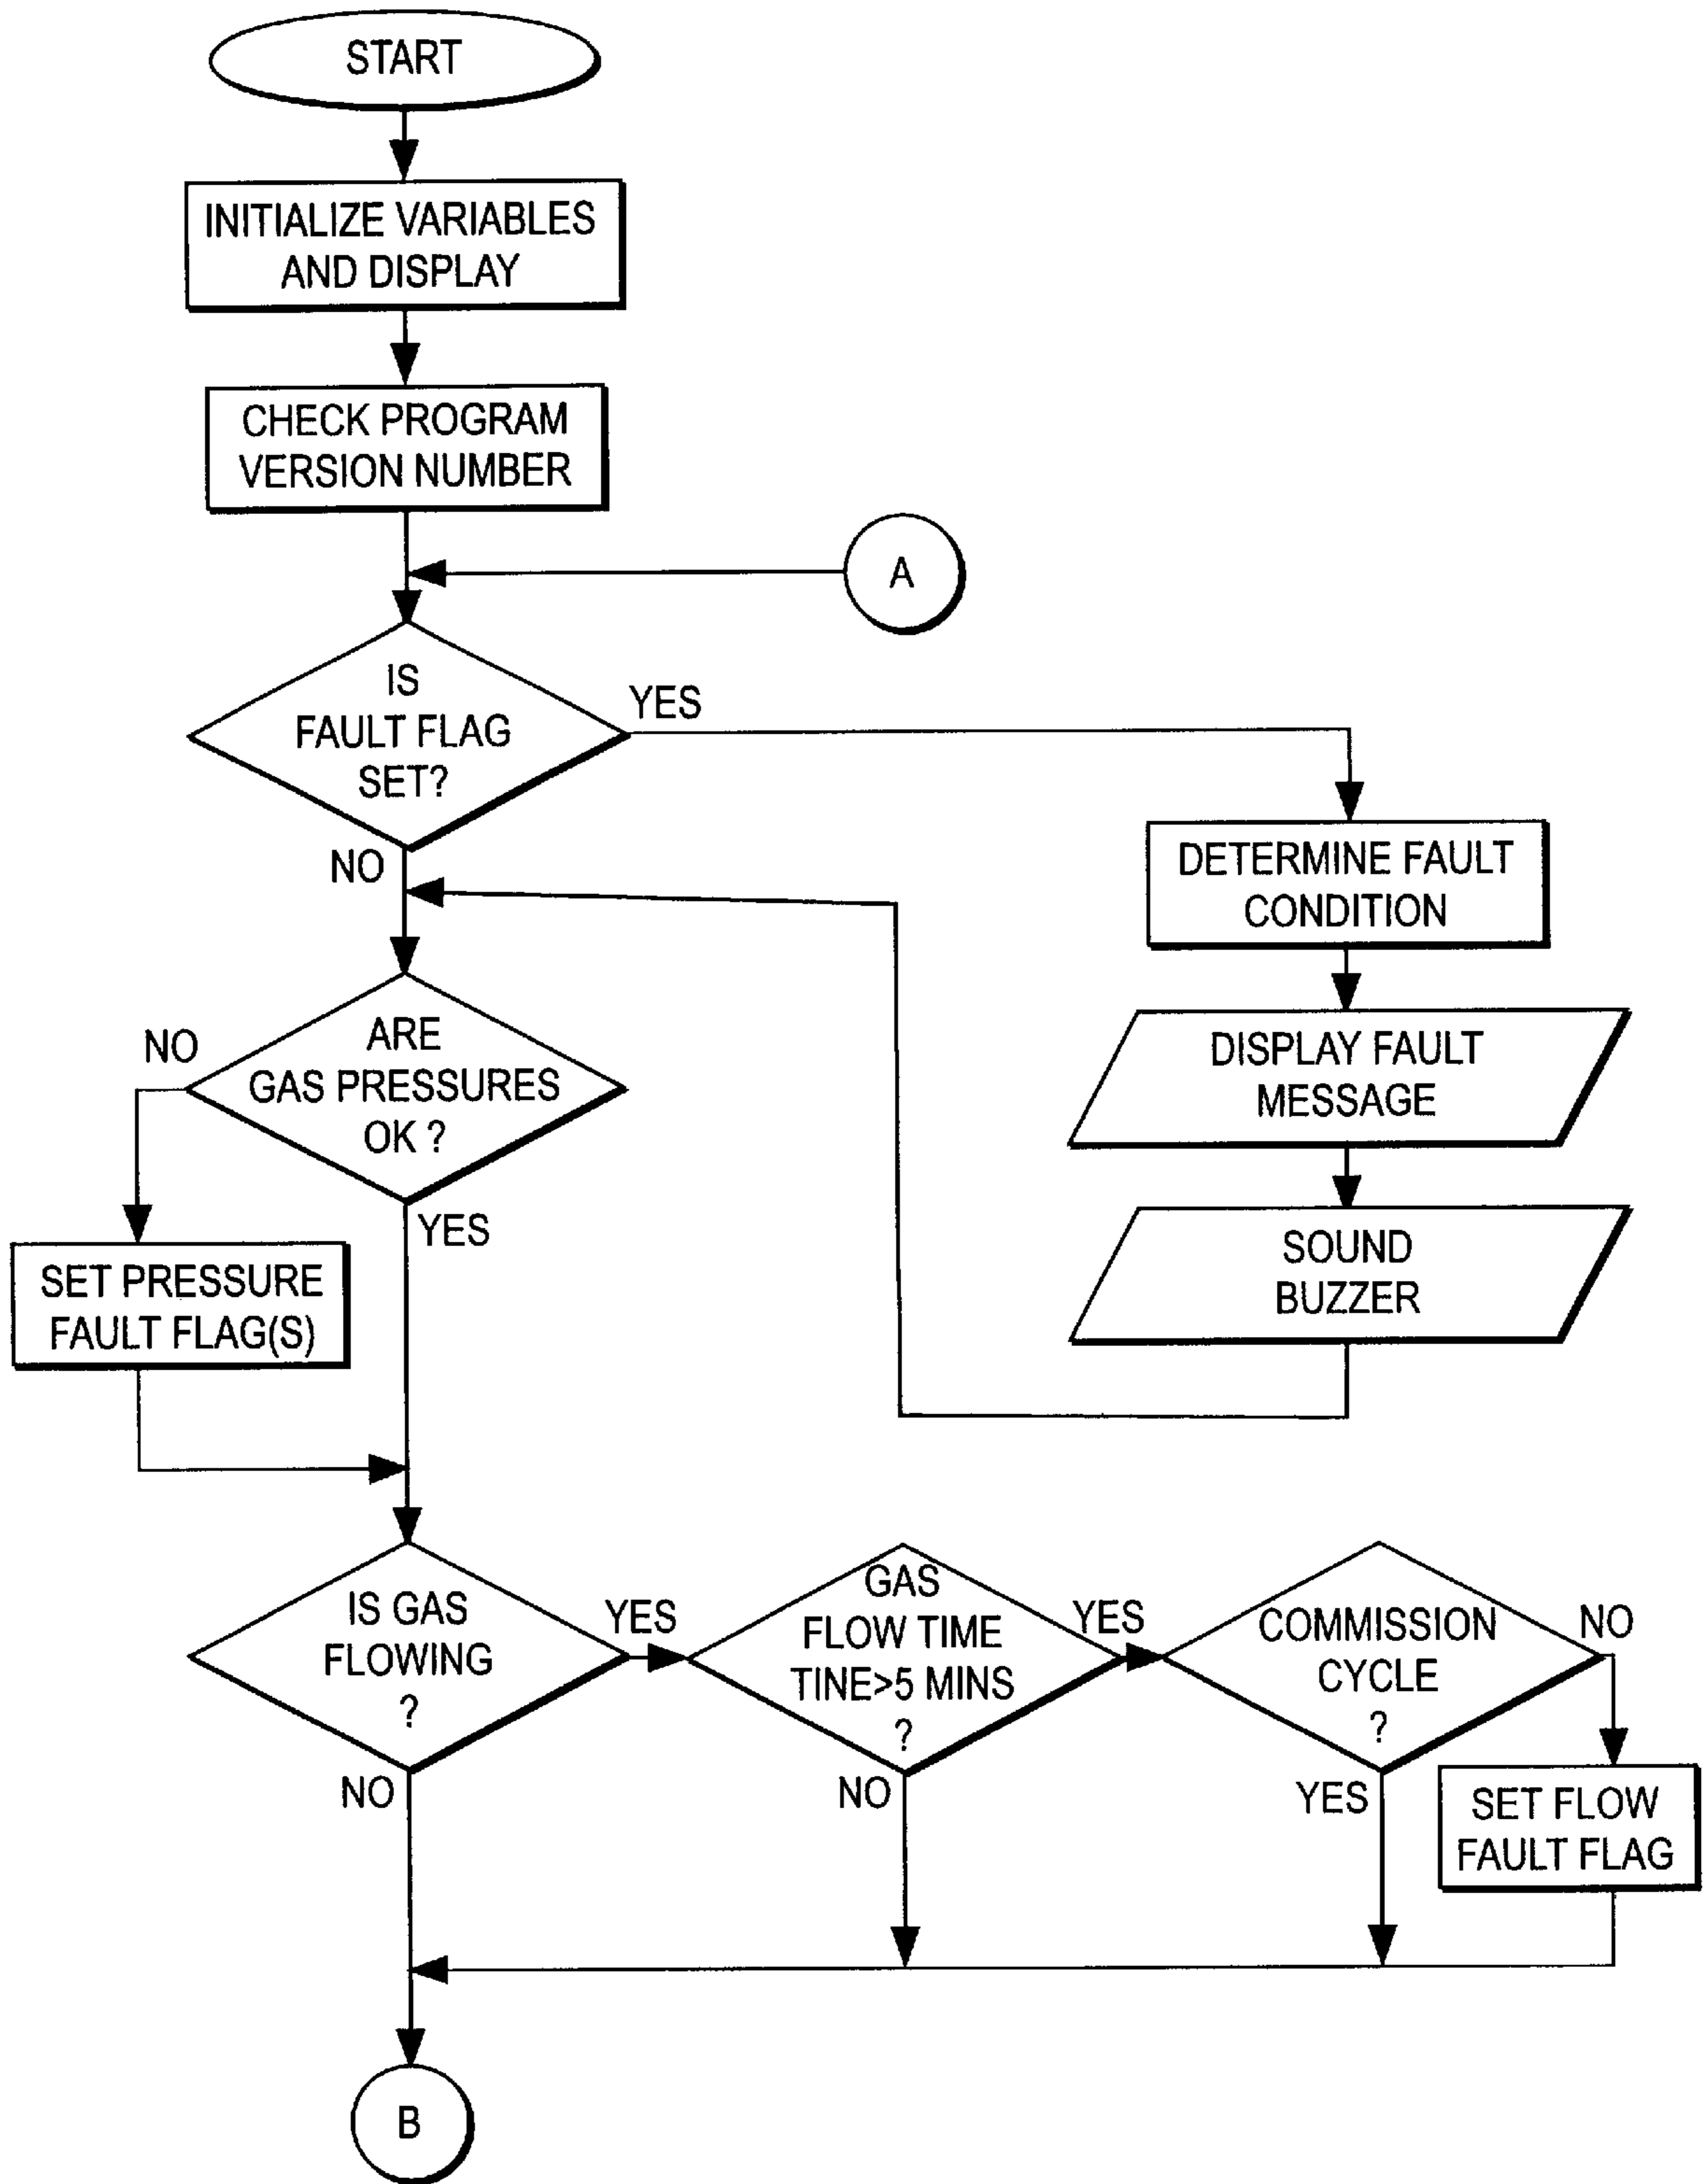 START
INITIALIZE VARIABLES
AND DISPLAY
CHECK PROGRAM
VERSION NUMBER
A
IS
FAULT FLAG
SET?
YES
NO
DETERMINE FAULT
CONDITION
DISPLAY FAULT
MESSAGE
SOUND
BUZZER
ARE
GAS PRESSURES
OK ?
NO
YES
SET PRESSURE
FAULT FLAG(S)
IS GAS
FLOWING
?
YES
NO
GAS
FLOW TIME
TINE>5 MINS
?
YES
NO
COMMISSION
CYCLE
?
NO
YES
SET FLOW
FAULT FLAG
B